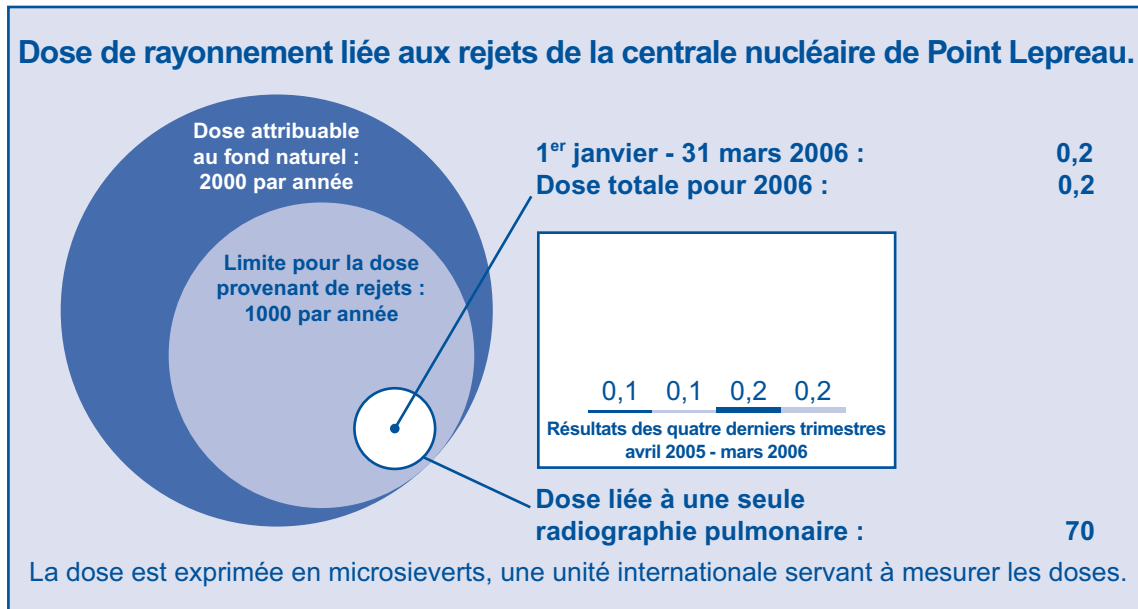 Dose de rayonnement liée aux rejets de la centrale nucléaire de Point Lepreau.
Dose attribuable
au fond naturel :
2000 par année
Limite pour la dose
provenant de rejets :
1000 par année
1er janvier - 31 mars 2006 : 0,2
Dose totale pour 2006 : 0,2
0,1 0,1 0,2 0,2
Résultats des quatre derniers trimestres
avril 2005 - mars 2006
Dose liée à une seule
radiographie pulmonaire : 70
La dose est exprimée en microsieverts, une unité internationale servant à mesurer les doses.